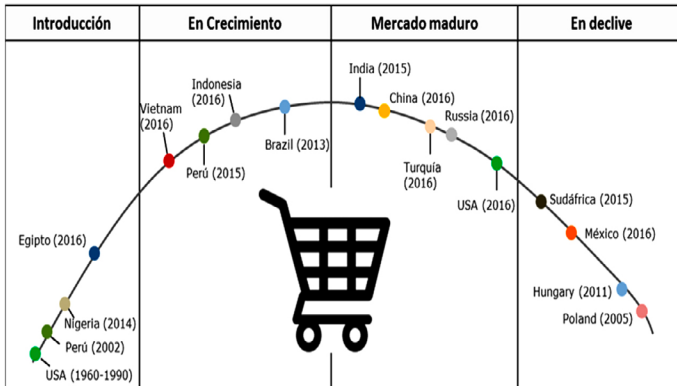 Introducción
En Crecimiento
Mercado maduro
En declive
India (2015)
Indonesia
(2016)
China (2016)
Vietnam
(2016)
Russia (2016)
Brazil (2013)
Perú (2015)
Turquía
(2016)
USA (2016)
Sudáfrica (2015)
México (2016)
Egipto (2016)
Hungary (2011)
Nigeria (2014)
Poland (2005)
Perú (2002)
USA (1960-1990)